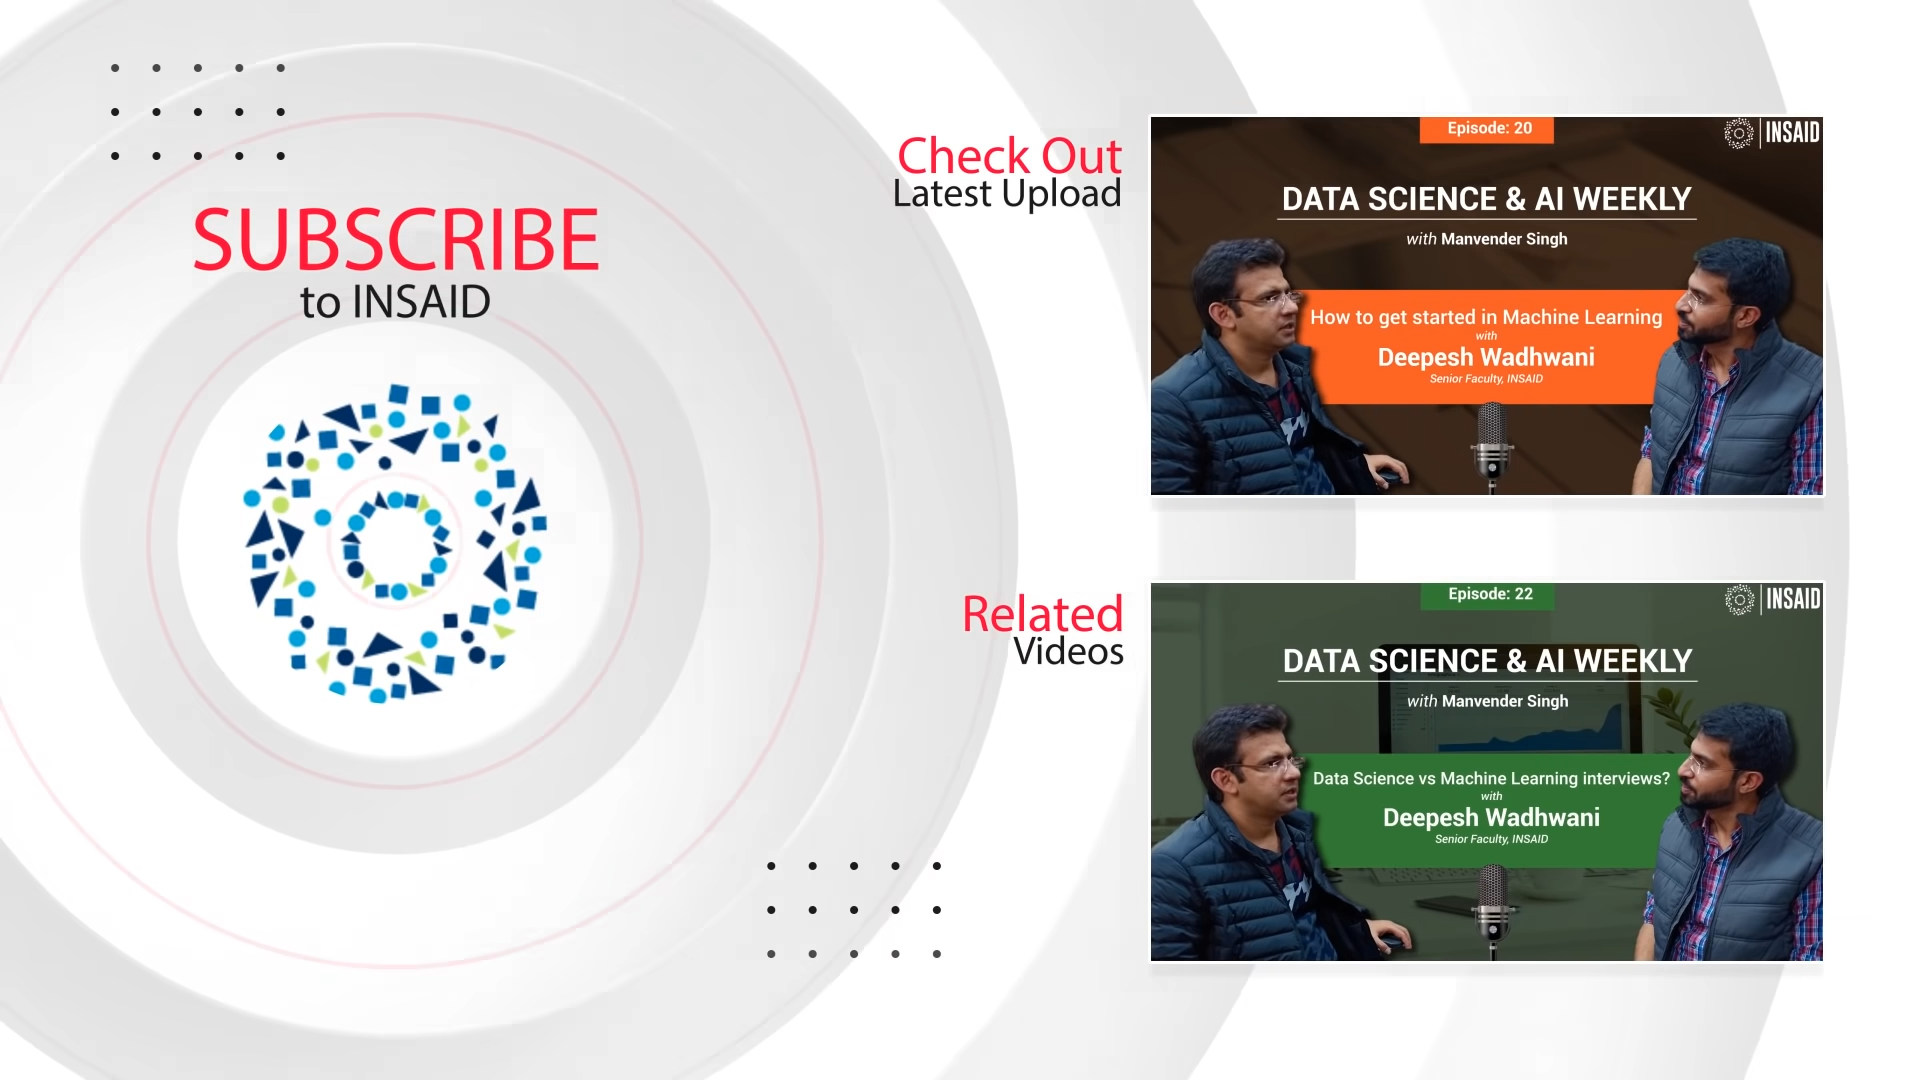 SUBSCRIBE
to INSAID
Check Out
Latest Upload
Episode: 20
INSAID
DATA SCIENCE & AI WEEKLY
with Manvender Singh
How to get started in Machine Learning
with
Deepesh Wadhwani
Senior Faculty, INSAID
Related
Videos
Episode: 22
INSAID
DATA SCIENCE & AI WEEKLY
with Manvender Singh
Data Science vs Machine Learning interviews?
with
Deepesh Wadhwani
Senior Faculty, INSAID